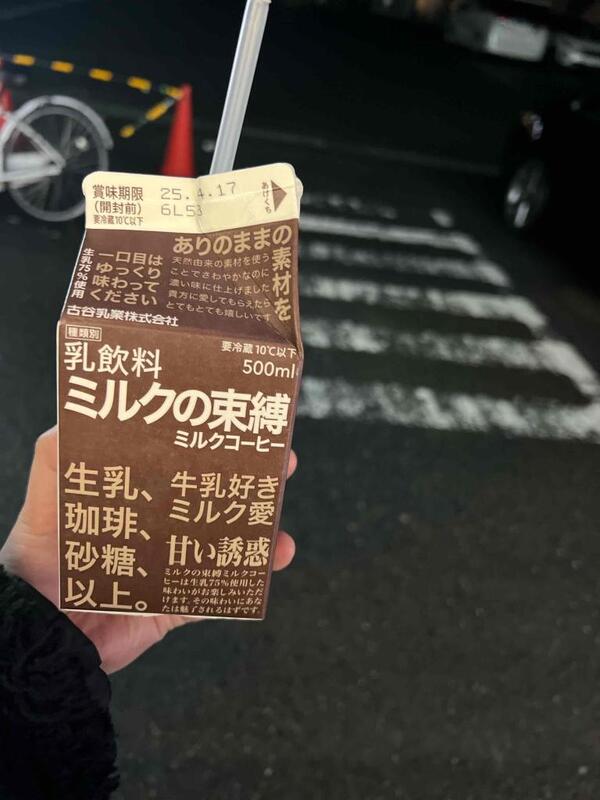 賞味期限
(開封前)
要冷蔵10℃以下
25.4.17
6L53
あけくち
生乳75%使用
一口目は
ゆっくり
味わって
ください
ありのままの素材を
天然由来の素材を使う
ことでさわやかなのに
濃い味に仕上げました
貴方に愛してもらえたら
とてもとても嬉しいです
古谷乳業株式会社
種類別
乳飲料
要冷蔵10℃以下
500ml
ミルクの束縛
ミルクコーヒー
生乳、
珈琲、
砂糖、
以上。
牛乳好き
ミルク愛
甘い誘惑
ミルクの束縛ミルクコー
ヒーは生乳75%使用した
味わいがお楽しみいただ
けます。その味わいにあな
たは魅了されるはずです。